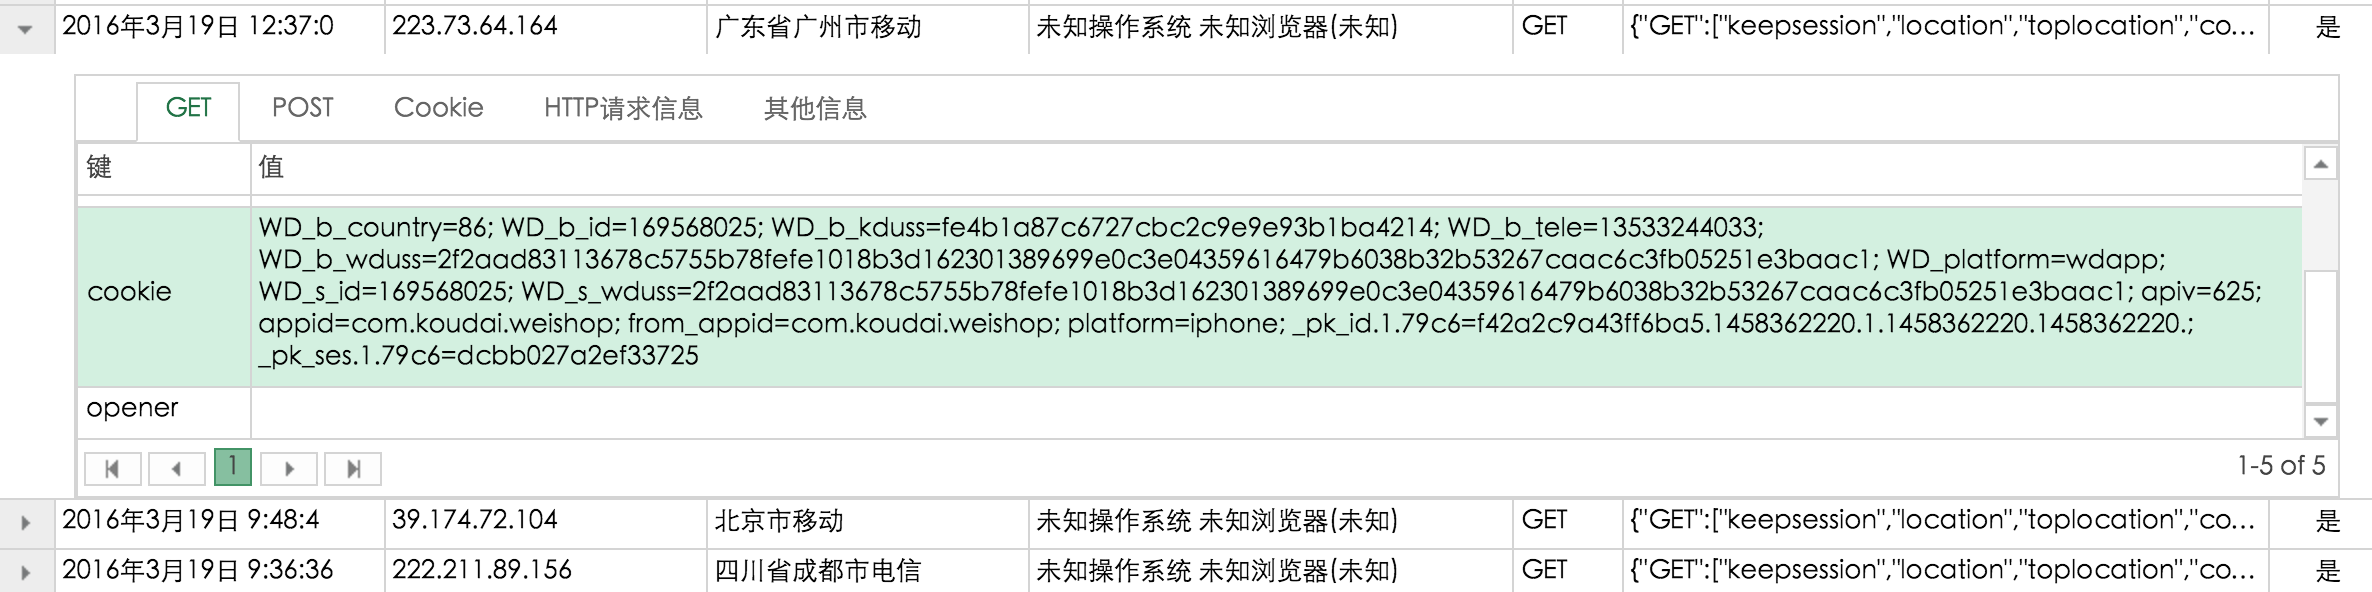 2016年3月19日 12:37:0 223.73.64.164 广东省广州市移动 未知操作系统 未知浏览器(未知) GET {"GET":["keepsession","location","toplocation","co... 是
GET POST Cookie HTTP请求信息 其他信息
键 值
cookie
WD_b_country=86; WD_b_id=169568025; WD_b_kduss=fe4b1a87c6727cbc2c9e9e93b1ba4214; WD_b_tele=13533244033;
WD_b_wduss=2f2aad83113678c5755b78fefe1018b3d162301389699e0c3e04359616479b6038b32b53267caac6c3fb05251e3baac1; WD_platform=wdapp;
WD_s_id=169568025; WD_s_wduss=2f2aad83113678c5755b78fefe1018b3d162301389699e0c3e04359616479b6038b32b53267caac6c3fb05251e3baac1; apiv=625;
appid=com.koudai.weishop; from_appid=com.koudai.weishop; platform=iphone; _pk_id.1.79c6=f42a2c9a43ff6ba5.1458362220.1.1458362220.1458362220.;
_pk_ses.1.79c6=dcbb027a2ef33725
opener
1 1-5 of 5
2016年3月19日 9:48:4 39.174.72.104 北京市移动 未知操作系统 未知浏览器(未知) GET {"GET":["keepsession","location","toplocation","co... 是
2016年3月19日 9:36:36 222.211.89.156 四川省成都市电信 未知操作系统 未知浏览器(未知) GET {"GET":["keepsession","location","toplocation","co... 是